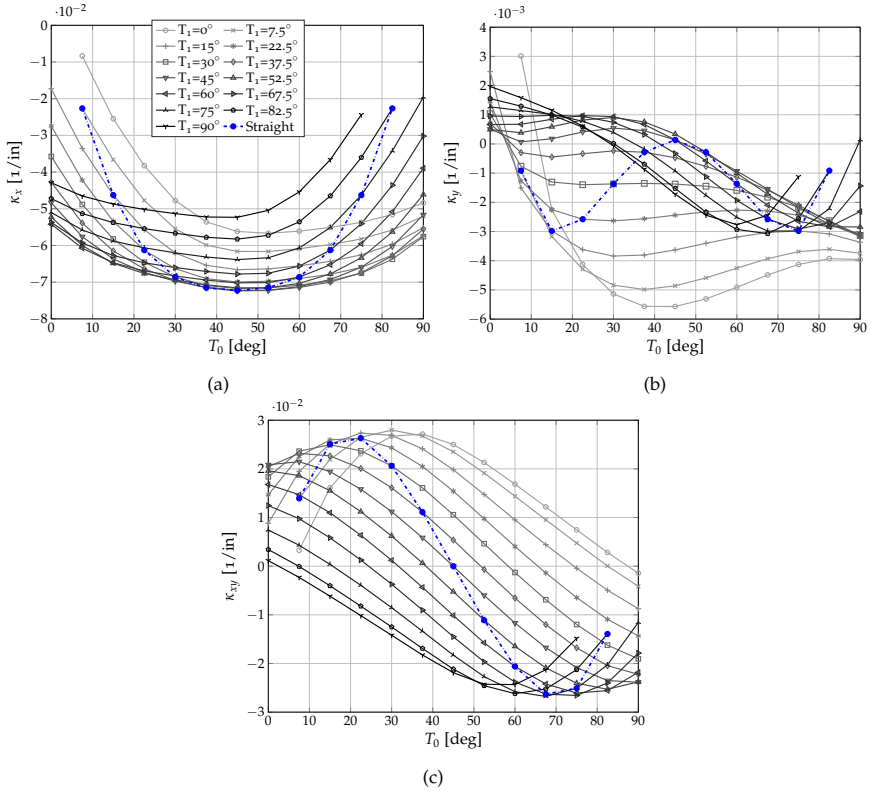 ·10⁻²
0
−2
−4
−6
−8
κx [1/in]
T₁=0° T₁=7.5°
T₁=15° T₁=22.5°
T₁=30° T₁=37.5°
T₁=45° T₁=52.5°
T₁=60° T₁=67.5°
T₁=75° T₁=82.5°
T₁=90° Straight
0 10 20 30 40 50 60 70 80 90
T₀ [deg]
(a)
·10⁻³
4
3
2
1
0
−1
−2
−3
−4
−5
−6
κy [1/in]
0 10 20 30 40 50 60 70 80 90
T₀ [deg]
(b)
·10⁻²
3
2
1
0
−1
−2
−3
κxy [1/in]
0 10 20 30 40 50 60 70 80 90
T₀ [deg]
(c)